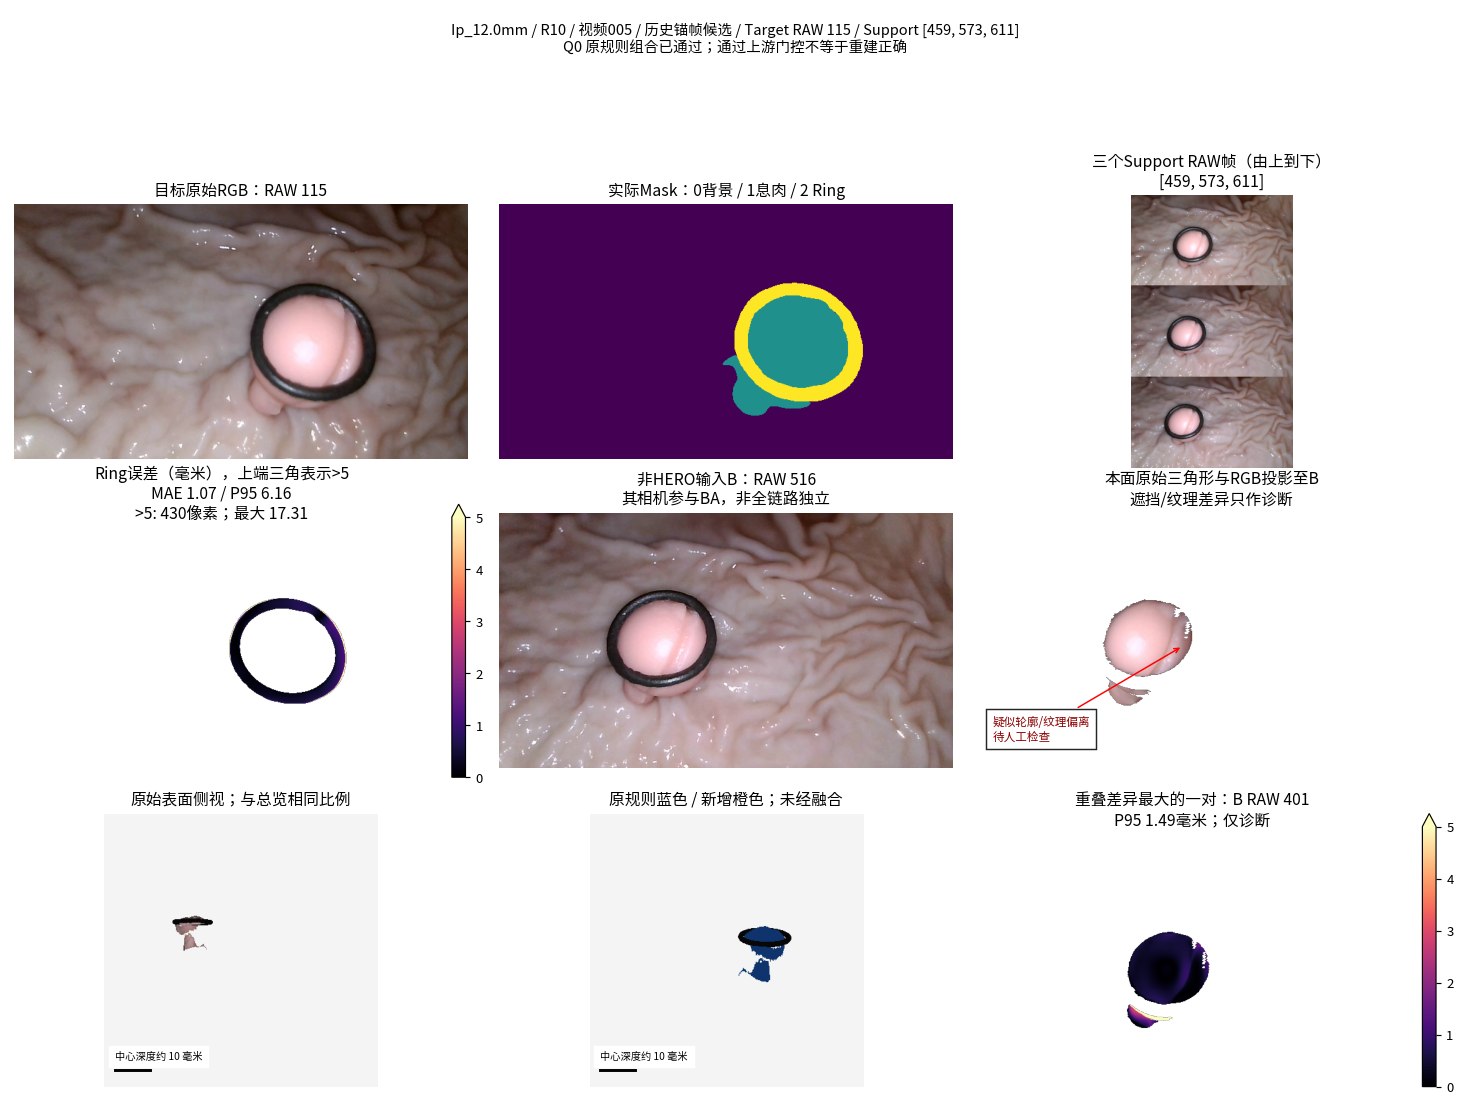 Ip_12.0mm / R10 / 视频005 / 历史锚帧候选 / Target RAW 115 / Support [459, 573, 611]
Q0 原规则组合已通过；通过上游门控不等于重建正确
目标原始RGB：RAW 115
实际Mask：0背景 / 1息肉 / 2 Ring
三个Support RAW帧（由上到下）
[459, 573, 611]
Ring误差（毫米），上端三角表示>5
MAE 1.07 / P95 6.16
>5: 430像素；最大 17.31
5
4
3
2
1
0
非HERO输入B：RAW 516
其相机参与BA，非全链路独立
本面原始三角形与RGB投影至B
遮挡/纹理差异只作诊断
疑似轮廓/纹理偏离
待人工检查
原始表面侧视；与总览相同比例
中心深度约 10 毫米
原规则蓝色 / 新增橙色；未经融合
中心深度约 10 毫米
重叠差异最大的一对：B RAW 401
P95 1.49毫米；仅诊断
5
4
3
2
1
0